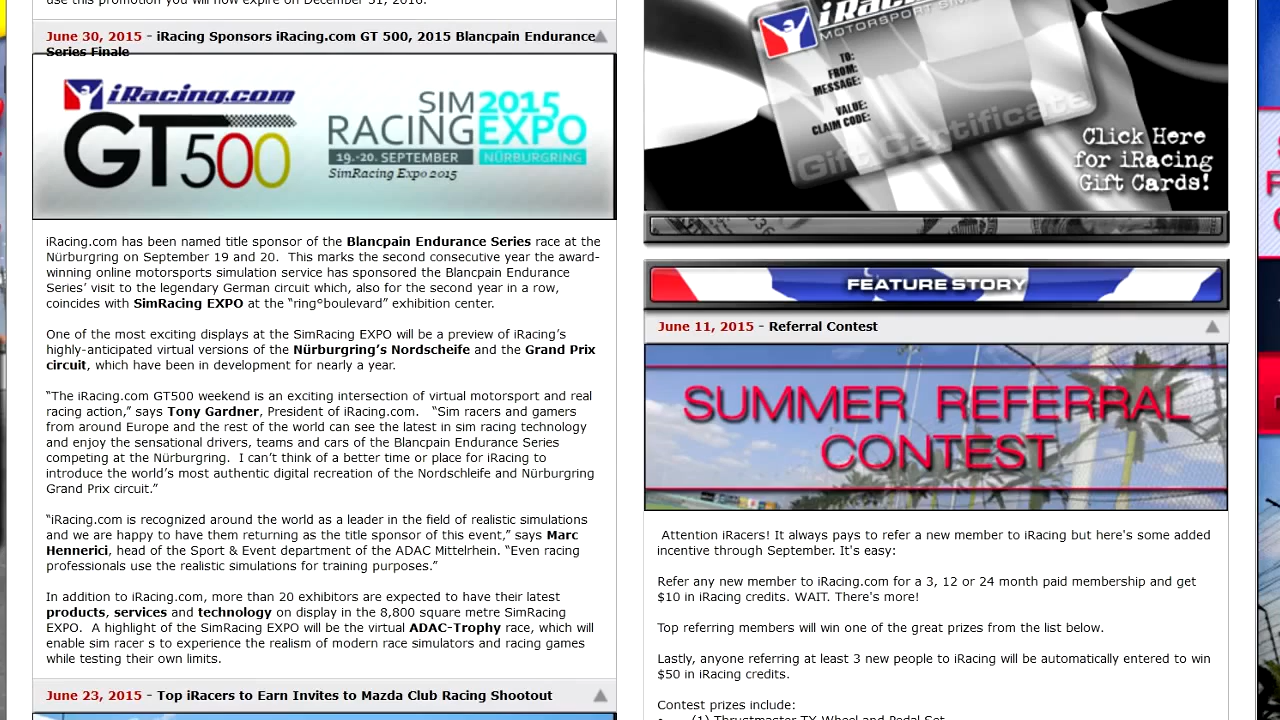 use this promotion you will now expire on December 31, 2016.
June 30, 2015 - iRacing Sponsors iRacing.com GT 500, 2015 Blancpain Endurance
Series Finale
iRacing.com
GT500
SIM 2015
RACING EXPO
19.-20. SEPTEMBER NÜRBURGRING
SimRacing Expo 2015
iRacing.com has been named title sponsor of the Blancpain Endurance Series race at the
Nürburgring on September 19 and 20.  This marks the second consecutive year the award-
winning online motorsports simulation service has sponsored the Blancpain Endurance
Series’ visit to the legendary German circuit which, also for the second year in a row,
coincides with SimRacing EXPO at the “ring°boulevard” exhibition center.
One of the most exciting displays at the SimRacing EXPO will be a preview of iRacing’s
highly-anticipated virtual versions of the Nürburgring’s Nordscheife and the Grand Prix
circuit, which have been in development for nearly a year.
“The iRacing.com GT500 weekend is an exciting intersection of virtual motorsport and real
racing action,” says Tony Gardner, President of iRacing.com.   “Sim racers and gamers
from around Europe and the rest of the world can see the latest in sim racing technology
and enjoy the sensational drivers, teams and cars of the Blancpain Endurance Series
competing at the Nürburgring.  I can’t think of a better time or place for iRacing to
introduce the world’s most authentic digital recreation of the Nordschleife and Nürburgring
Grand Prix circuit.”
“iRacing.com is recognized around the world as a leader in the field of realistic simulations
and we are happy to have them returning as the title sponsor of this event,” says Marc
Hennerici, head of the Sport & Event department of the ADAC Mittelrhein. “Even racing
professionals use the realistic simulations for training purposes.”
In addition to iRacing.com, more than 20 exhibitors are expected to have their latest
products, services and technology on display in the 8,800 square metre SimRacing
EXPO.  A highlight of the SimRacing EXPO will be the virtual ADAC-Trophy race, which will
enable sim racer s to experience the realism of modern race simulators and racing games
while testing their own limits.
June 23, 2015 - Top iRacers to Earn Invites to Mazda Club Racing Shootout
iRacing
MOTORSPORT
TO:
FROM:
MESSAGE:
VALUE:
CLAIM CODE:
Gift Certificate
Click Here
for iRacing
Gift Cards!
FEATURE STORY
June 11, 2015 - Referral Contest
SUMMER REFERRAL
CONTEST
Attention iRacers! It always pays to refer a new member to iRacing but here's some added
incentive through September. It's easy:
Refer any new member to iRacing.com for a 3, 12 or 24 month paid membership and get
$10 in iRacing credits. WAIT. There's more!
Top referring members will win one of the great prizes from the list below.
Lastly, anyone referring at least 3 new people to iRacing will be automatically entered to win
$50 in iRacing credits.
Contest prizes include:
• (1) Thrustmaster TX Wheel and Pedal Set